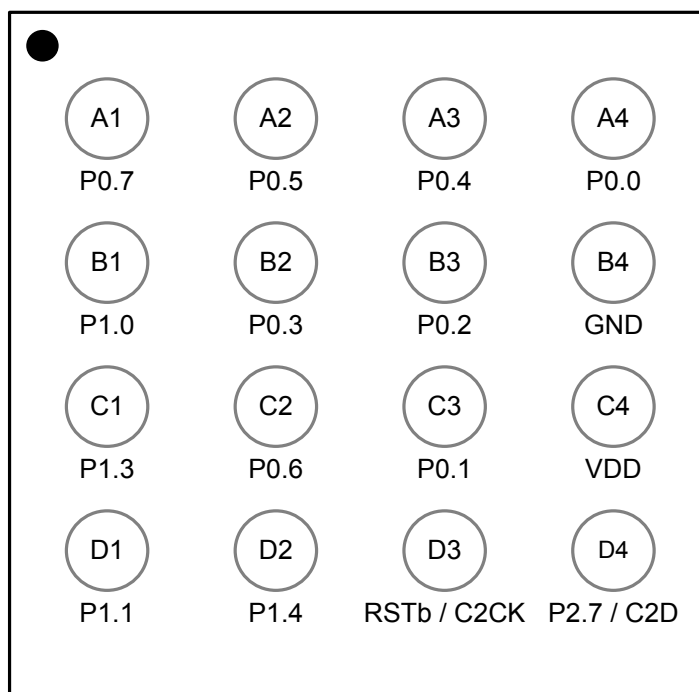 A1 A2 A3 A4
P0.7 P0.5 P0.4 P0.0
B1 B2 B3 B4
P1.0 P0.3 P0.2 GND
C1 C2 C3 C4
P1.3 P0.6 P0.1 VDD
D1 D2 D3 D4
P1.1 P1.4 RSTb / C2CK P2.7 / C2D